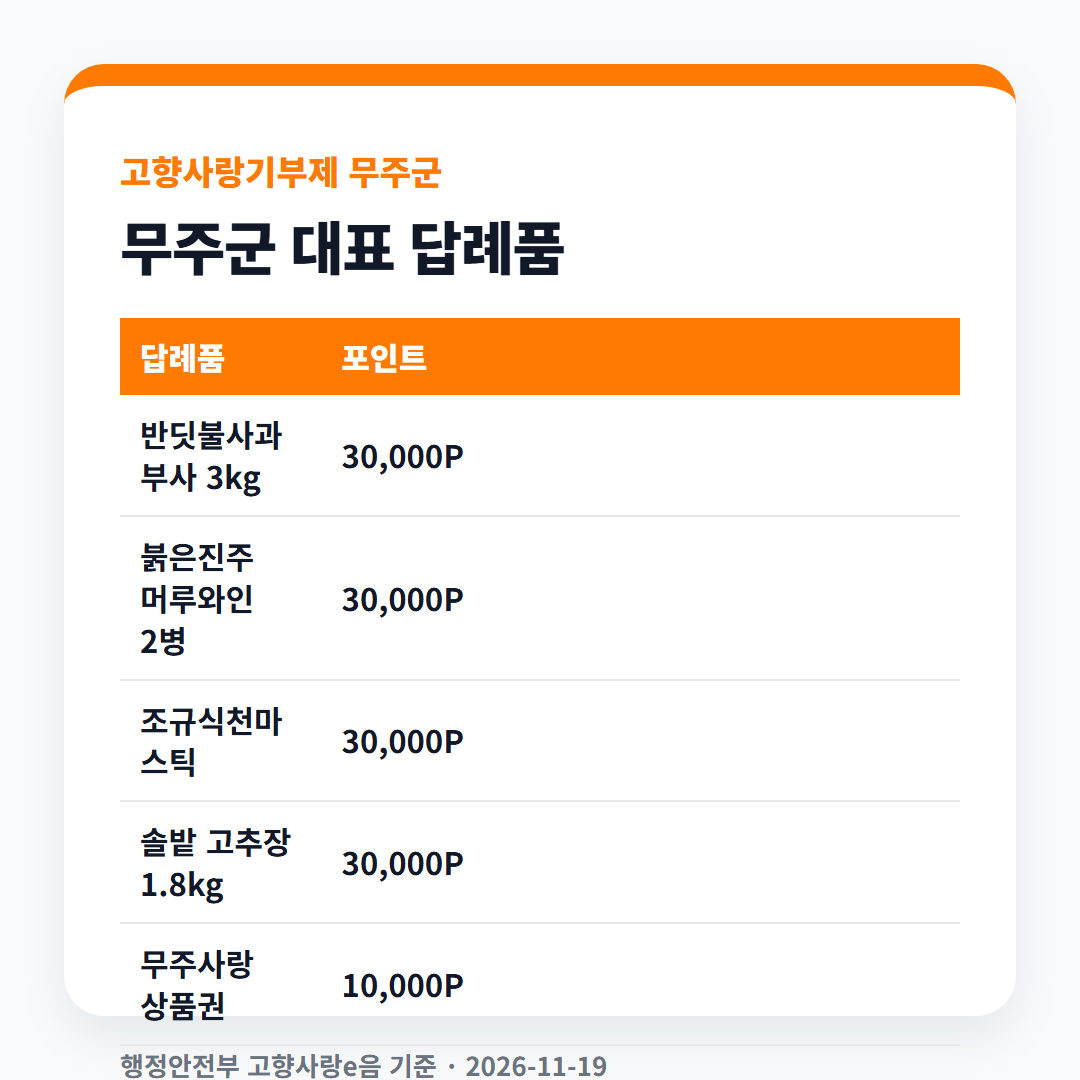 고향사랑기부제 무주군
무주군 대표 답례품
답례품 포인트
반딧불사과
부사 3kg
30,000P
붉은진주
머루와인
2병
30,000P
조규식천마
스틱
30,000P
솔밭 고추장
1.8kg
30,000P
무주사랑
상품권
10,000P
행정안전부 고향사랑e음 기준 · 2026-11-19